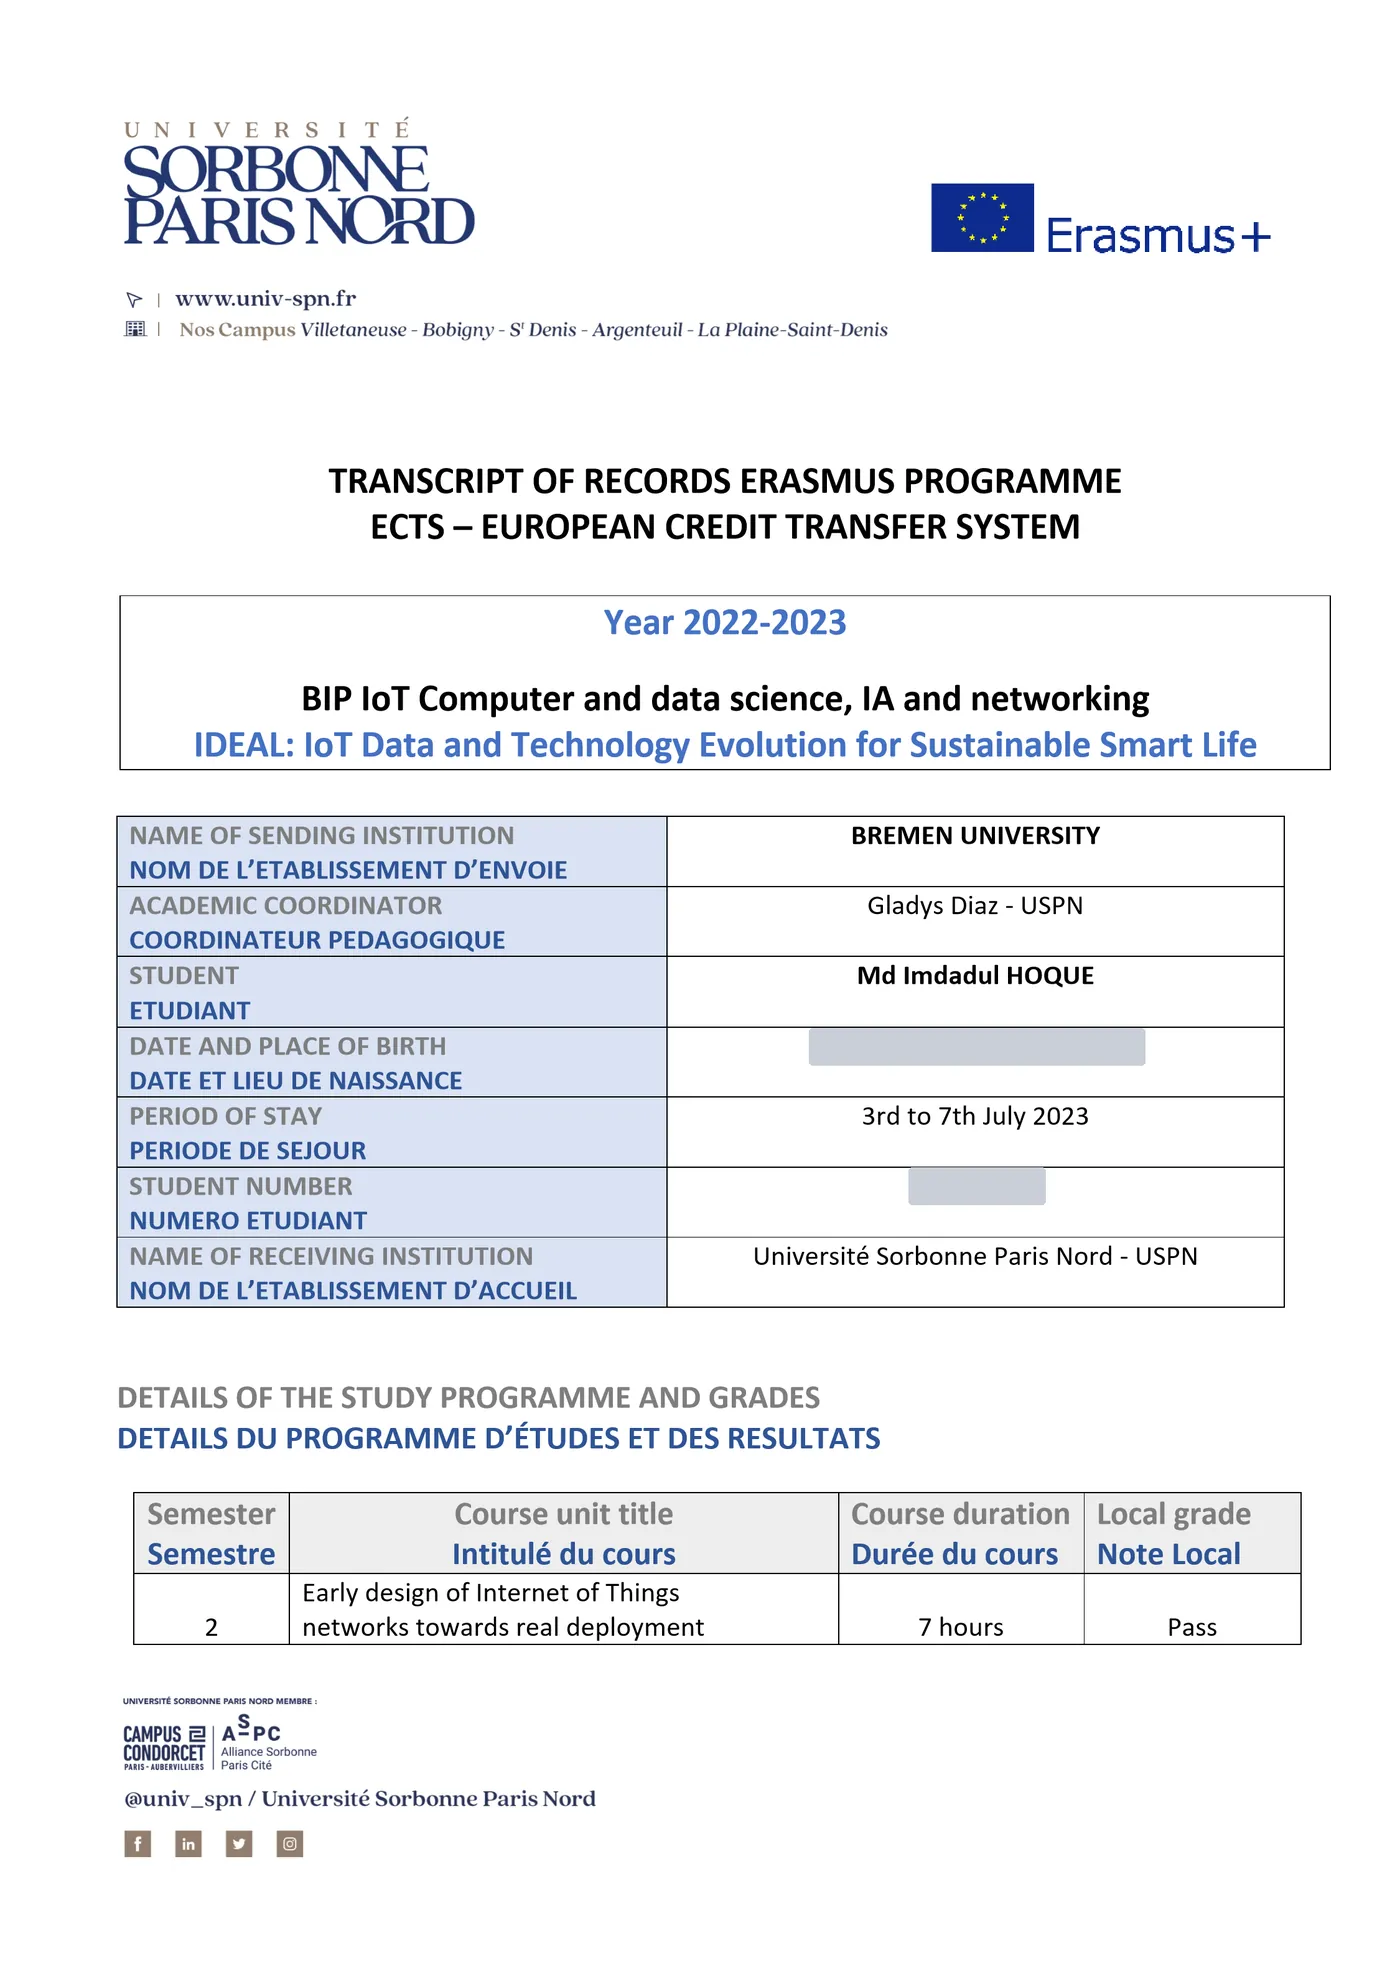 UNIVERSITÉ
SORBONNE
PARIS NORD
Erasmus+
www.univ-spn.fr
Nos Campus Villetaneuse - Bobigny - St Denis - Argenteuil - La Plaine-Saint-Denis
TRANSCRIPT OF RECORDS ERASMUS PROGRAMME
ECTS – EUROPEAN CREDIT TRANSFER SYSTEM
Year 2022-2023
BIP IoT Computer and data science, IA and networking
IDEAL: IoT Data and Technology Evolution for Sustainable Smart Life
NAME OF SENDING INSTITUTION
NOM DE L’ETABLISSEMENT D’ENVOIE
BREMEN UNIVERSITY
ACADEMIC COORDINATOR
COORDINATEUR PEDAGOGIQUE
Gladys Diaz - USPN
STUDENT
ETUDIANT
Md Imdadul HOQUE
DATE AND PLACE OF BIRTH
DATE ET LIEU DE NAISSANCE
PERIOD OF STAY
PERIODE DE SEJOUR
3rd to 7th July 2023
STUDENT NUMBER
NUMERO ETUDIANT
NAME OF RECEIVING INSTITUTION
NOM DE L’ETABLISSEMENT D’ACCUEIL
Université Sorbonne Paris Nord - USPN
DETAILS OF THE STUDY PROGRAMME AND GRADES
DETAILS DU PROGRAMME D’ÉTUDES ET DES RESULTATS
Semester
Semestre
Course unit title
Intitulé du cours
Course duration
Durée du cours
Local grade
Note Local
2
Early design of Internet of Things
networks towards real deployment
7 hours
Pass
UNIVERSITÉ SORBONNE PARIS NORD MEMBRE :
CAMPUS
CONDORCET
PARIS - AUBERVILLIERS
ASPC
Alliance Sorbonne
Paris Cité
@univ_spn / Université Sorbonne Paris Nord